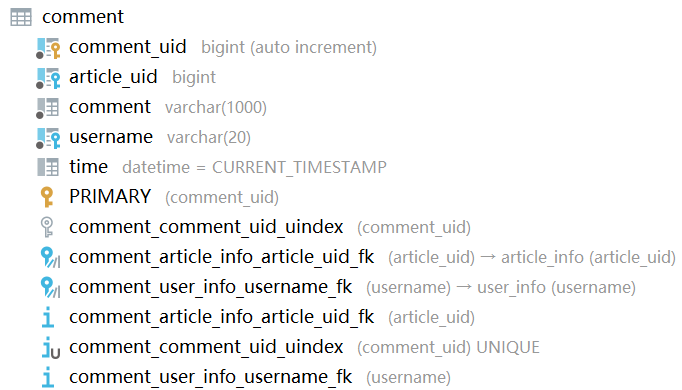 comment
comment_uid bigint (auto increment)
article_uid bigint
comment varchar(1000)
username varchar(20)
time datetime = CURRENT_TIMESTAMP
PRIMARY (comment_uid)
comment_comment_uid_uindex (comment_uid)
comment_article_info_article_uid_fk (article_uid) → article_info (article_uid)
comment_user_info_username_fk (username) → user_info (username)
comment_article_info_article_uid_fk (article_uid)
comment_comment_uid_uindex (comment_uid) UNIQUE
comment_user_info_username_fk (username)